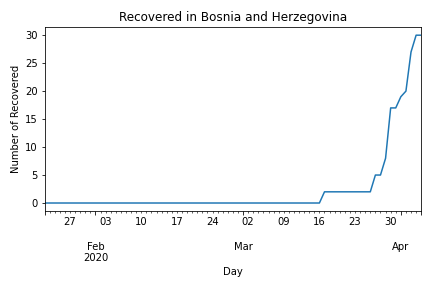 Recovered in Bosnia and Herzegovina
Number of Recovered
30
25
20
15
10
5
0
27 03 10 17 24 02 09 16 23 30
Feb Mar Apr
2020
Day